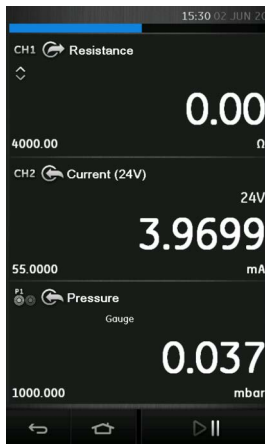 15:30 02 JUN 20
CH1 Resistance
0.00
4000.00 Ω
CH2 Current (24V)
24V
3.9699
55.0000 mA
P1 Pressure
Gauge
0.037
1000.000 mbar